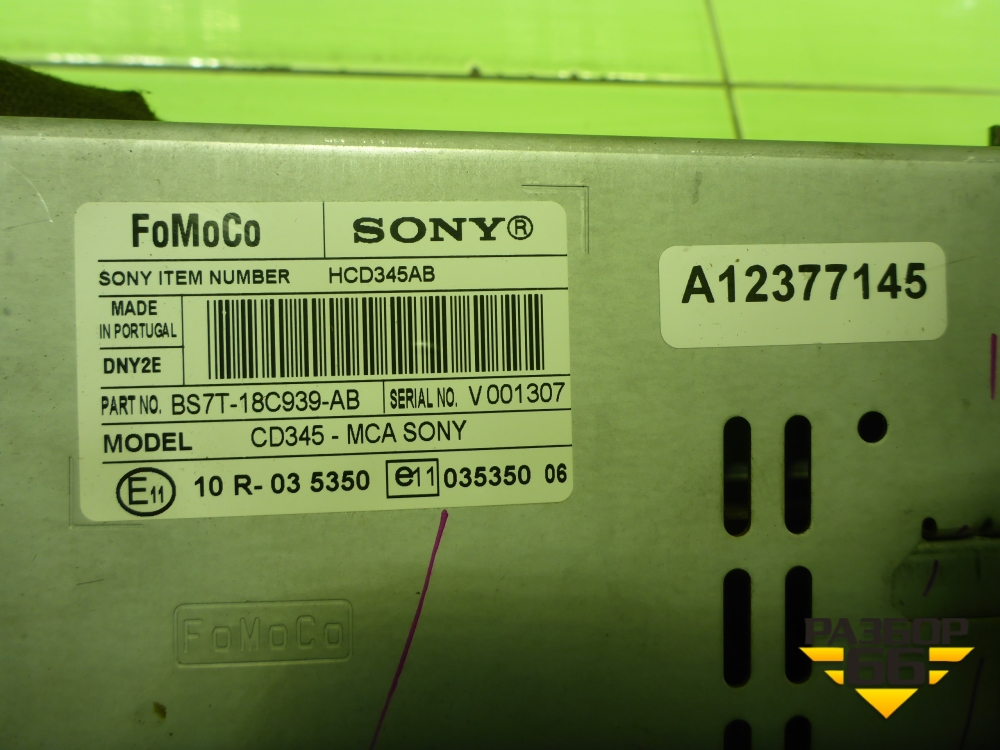 FoMoCo SONY®
SONY ITEM NUMBER HCD345AB
MADE
IN PORTUGAL
DNY2E
PART NO. BS7T-18C939-AB SERIAL NO. V 001307
MODEL CD345 - MCA SONY
E11 10 R- 03 5350 e11 035350 06
A12377145
FoMoCo
РАЗБОР
66